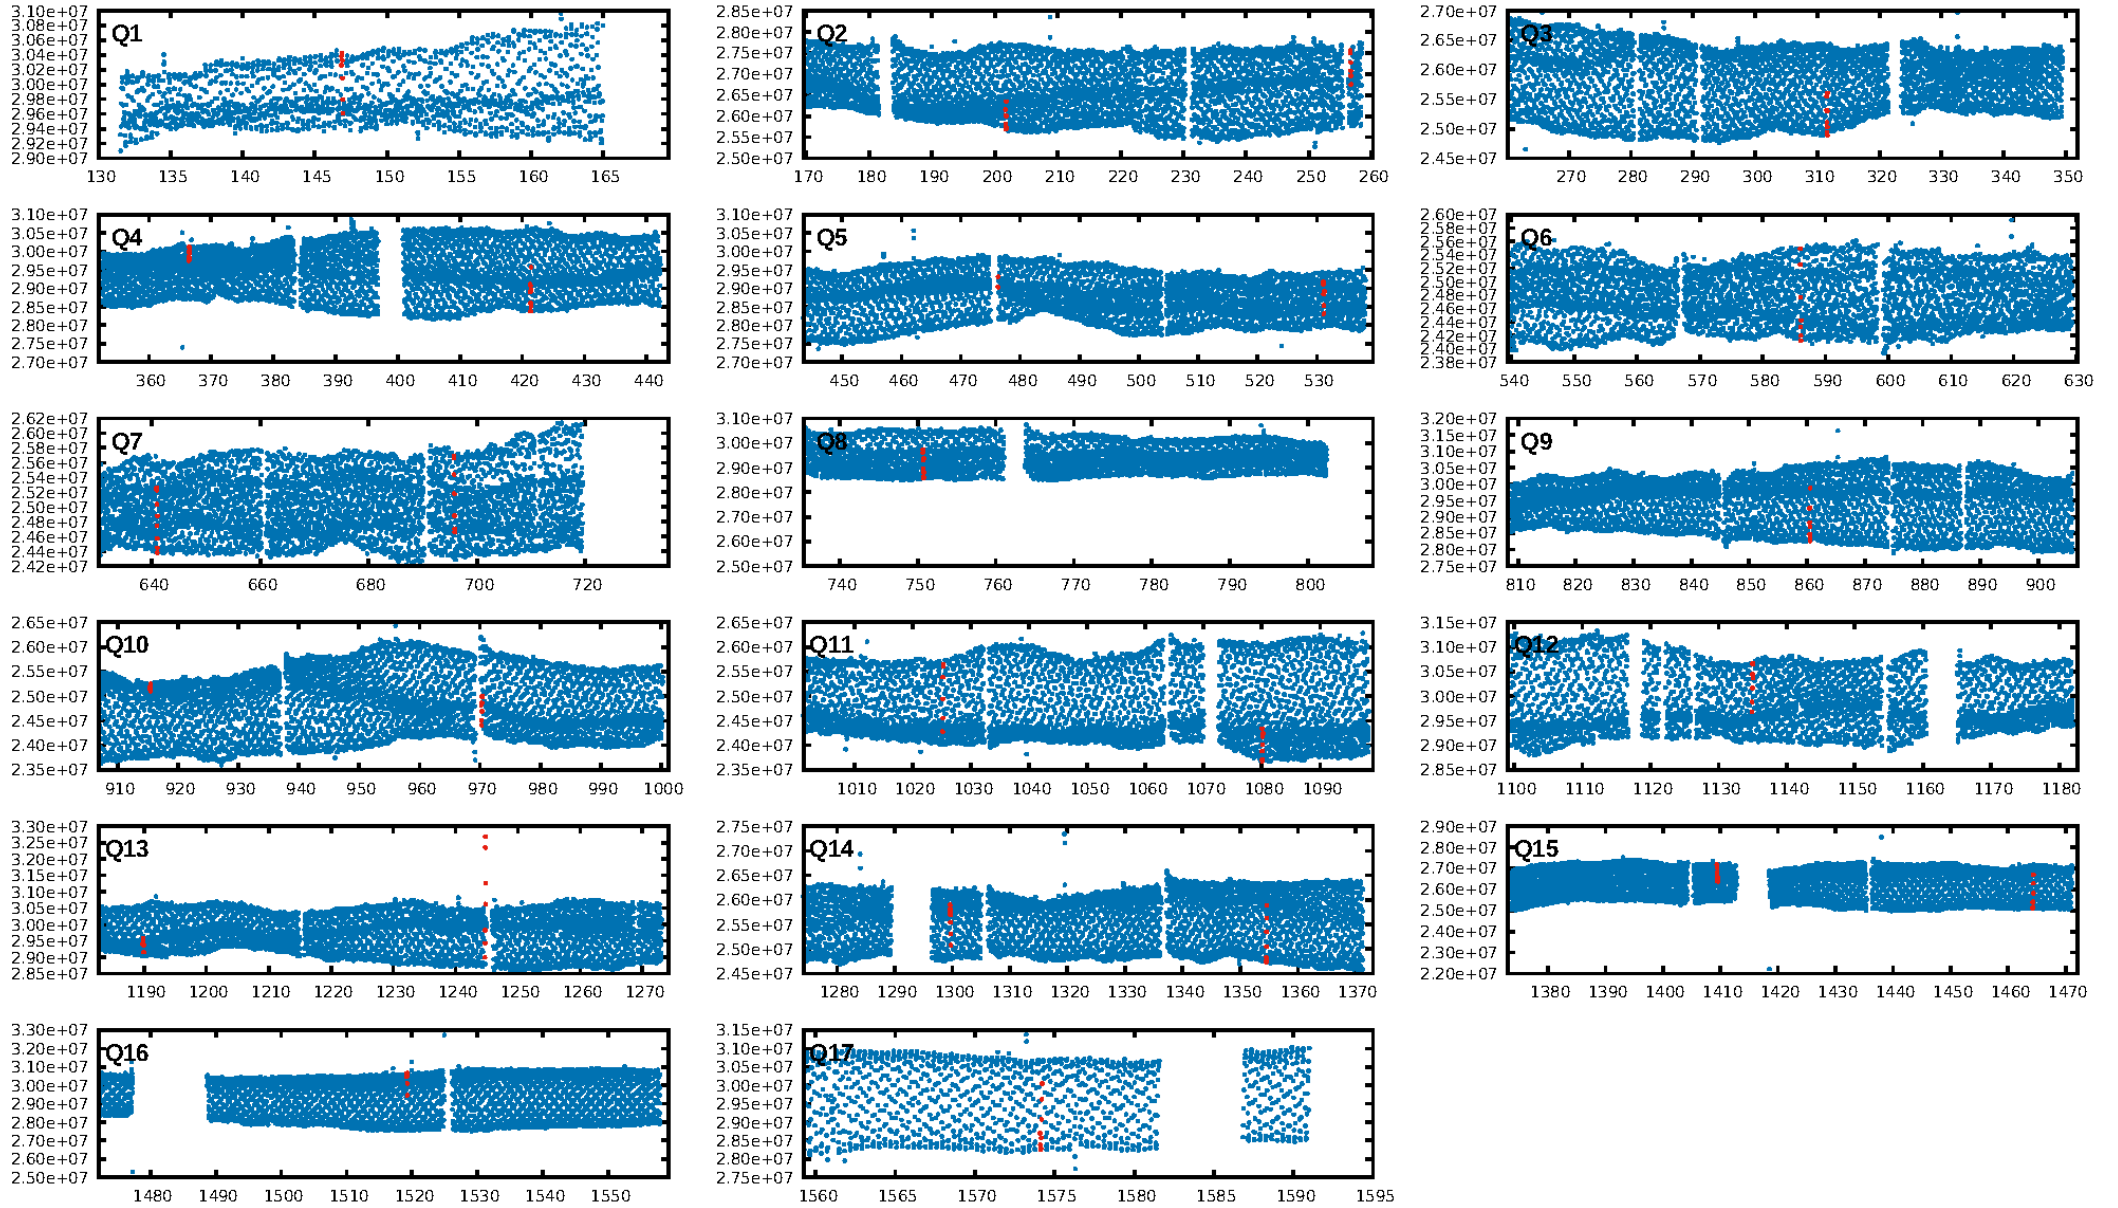 Q1
3.10e+07
3.08e+07
3.06e+07
3.04e+07
3.02e+07
3.00e+07
2.98e+07
2.96e+07
2.94e+07
2.92e+07
2.90e+07
130 135 140 145 150 155 160 165
Q2
2.85e+07
2.80e+07
2.75e+07
2.70e+07
2.65e+07
2.60e+07
2.55e+07
2.50e+07
170 180 190 200 210 220 230 240 250 260
Q3
2.70e+07
2.65e+07
2.60e+07
2.55e+07
2.50e+07
2.45e+07
270 280 290 300 310 320 330 340 350
Q4
3.10e+07
3.05e+07
3.00e+07
2.95e+07
2.90e+07
2.85e+07
2.80e+07
2.75e+07
2.70e+07
360 370 380 390 400 410 420 430 440
Q5
3.10e+07
3.05e+07
3.00e+07
2.95e+07
2.90e+07
2.85e+07
2.80e+07
2.75e+07
2.70e+07
450 460 470 480 490 500 510 520 530
Q6
2.60e+07
2.58e+07
2.56e+07
2.54e+07
2.52e+07
2.50e+07
2.48e+07
2.46e+07
2.44e+07
2.42e+07
2.40e+07
2.38e+07
540 550 560 570 580 590 600 610 620 630
Q7
2.62e+07
2.60e+07
2.58e+07
2.56e+07
2.54e+07
2.52e+07
2.50e+07
2.48e+07
2.46e+07
2.44e+07
2.42e+07
640 660 680 700 720
Q8
3.10e+07
3.00e+07
2.90e+07
2.80e+07
2.70e+07
2.60e+07
2.50e+07
740 750 760 770 780 790 800
Q9
3.20e+07
3.15e+07
3.10e+07
3.05e+07
3.00e+07
2.95e+07
2.90e+07
2.85e+07
2.80e+07
2.75e+07
810 820 830 840 850 860 870 880 890 900
Q10
2.65e+07
2.60e+07
2.55e+07
2.50e+07
2.45e+07
2.40e+07
2.35e+07
910 920 930 940 950 960 970 980 990 1000
Q11
2.65e+07
2.60e+07
2.55e+07
2.50e+07
2.45e+07
2.40e+07
2.35e+07
1010 1020 1030 1040 1050 1060 1070 1080 1090
Q12
3.15e+07
3.10e+07
3.05e+07
3.00e+07
2.95e+07
2.90e+07
2.85e+07
1100 1110 1120 1130 1140 1150 1160 1170 1180
Q13
3.30e+07
3.25e+07
3.20e+07
3.15e+07
3.10e+07
3.05e+07
3.00e+07
2.95e+07
2.90e+07
2.85e+07
1190 1200 1210 1220 1230 1240 1250 1260 1270
Q14
2.75e+07
2.70e+07
2.65e+07
2.60e+07
2.55e+07
2.50e+07
2.45e+07
1280 1290 1300 1310 1320 1330 1340 1350 1360 1370
Q15
2.90e+07
2.80e+07
2.70e+07
2.60e+07
2.50e+07
2.40e+07
2.30e+07
2.20e+07
1380 1390 1400 1410 1420 1430 1440 1450 1460 1470
Q16
3.30e+07
3.20e+07
3.10e+07
3.00e+07
2.90e+07
2.80e+07
2.70e+07
2.60e+07
2.50e+07
1480 1490 1500 1510 1520 1530 1540 1550
Q17
3.15e+07
3.10e+07
3.05e+07
3.00e+07
2.95e+07
2.90e+07
2.85e+07
2.80e+07
2.75e+07
1560 1565 1570 1575 1580 1585 1590 1595